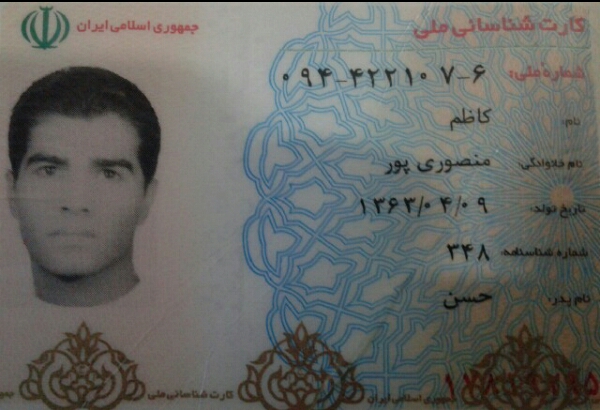 جمهوری اسلامی ایران
کارت شناسائی ملی
شماره ملی: ۰۹۴-۴۲۲۱۰۷-۶
نام: کاظم
نام خانوادگی: منصوری پور
تاریخ تولد: ۱۳۶۳/۰۴/۰۹
شماره شناسنامه: ۳۴۸
نام پدر: حسن
جمهوری اسلامی ایران کارت شناسائی ملی